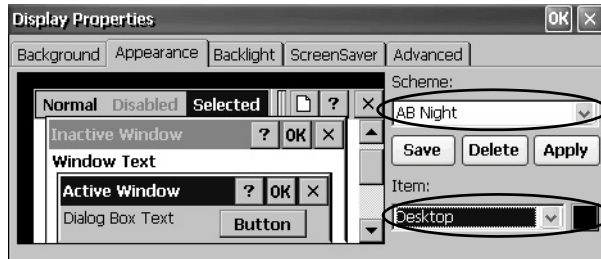 Display Properties OK ×
Background Appearance Backlight ScreenSaver Advanced
Scheme:
AB Night
Save Delete Apply
Item:
Desktop
Normal Disabled Selected ? ×
Inactive Window ? OK ×
Window Text
Active Window ? OK ×
Dialog Box Text Button